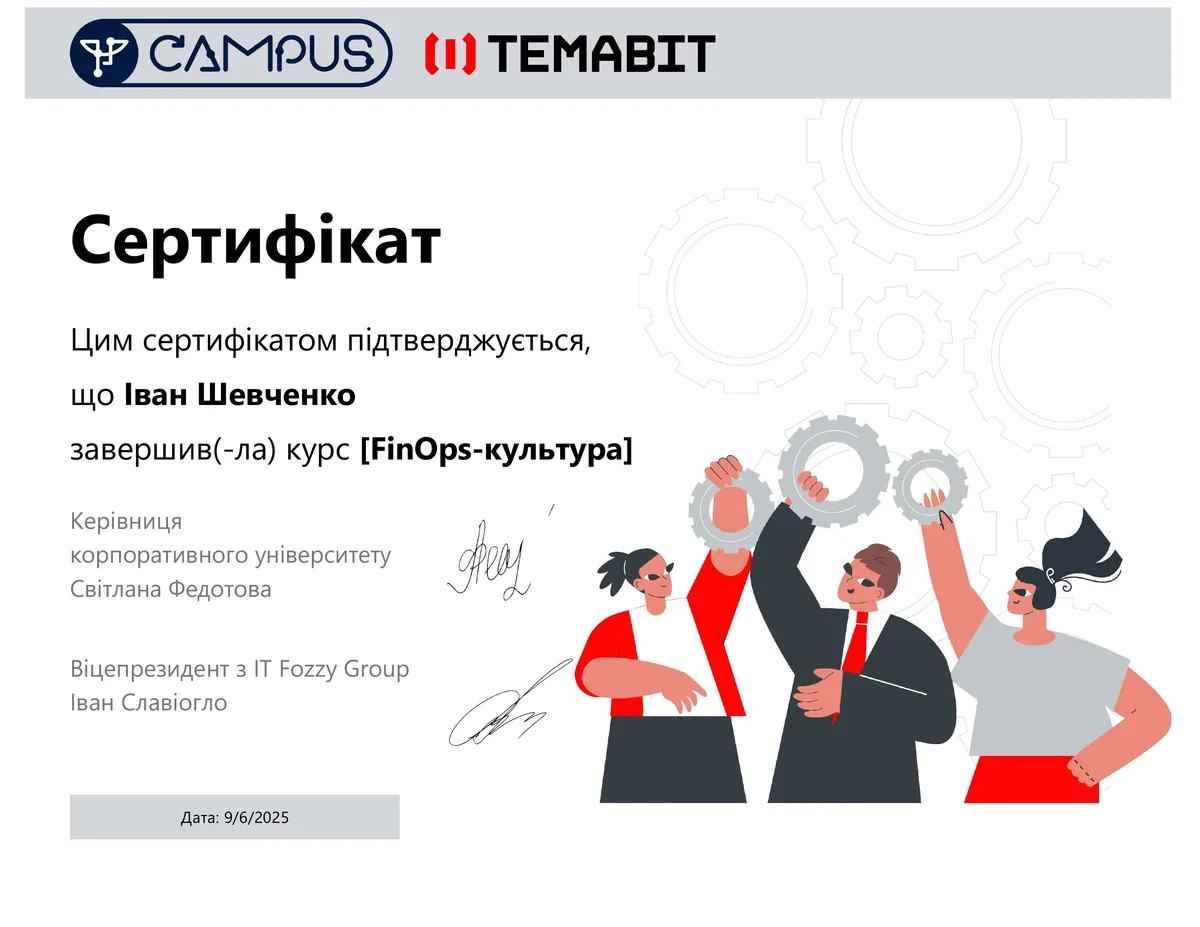 CAMPUS TEMABIT
Сертифікат
Цим сертифікатом підтверджується,
що Іван Шевченко
завершив(-ла) курс [FinOps-культура]
Керівниця
корпоративного університету
Світлана Федотова
Віцепрезидент з IT Fozzy Group
Іван Славіогло
Дата: 9/6/2025